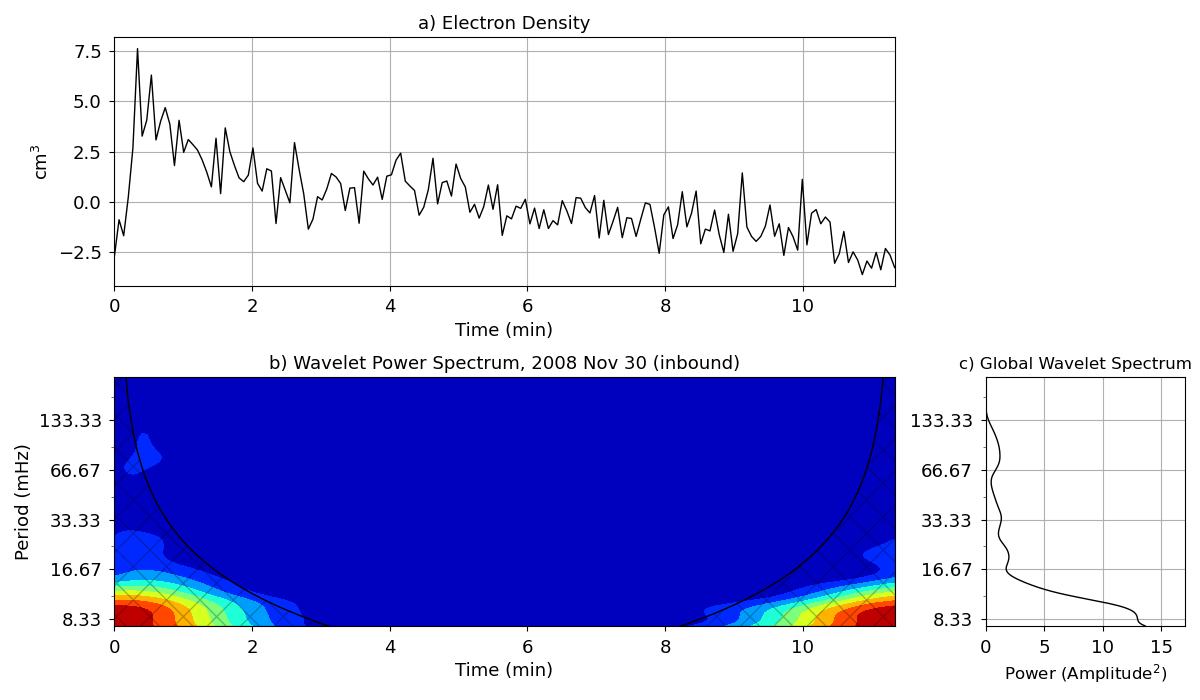 a) Electron Density
7.5
5.0
2.5
0.0
−2.5
cm³
0 2 4 6 8 10
Time (min)
b) Wavelet Power Spectrum, 2008 Nov 30 (inbound)
133.33
66.67
33.33
16.67
8.33
Period (mHz)
0 2 4 6 8 10
Time (min)
c) Global Wavelet Spectrum
133.33
66.67
33.33
16.67
8.33
0 5 10 15
Power (Amplitude²)